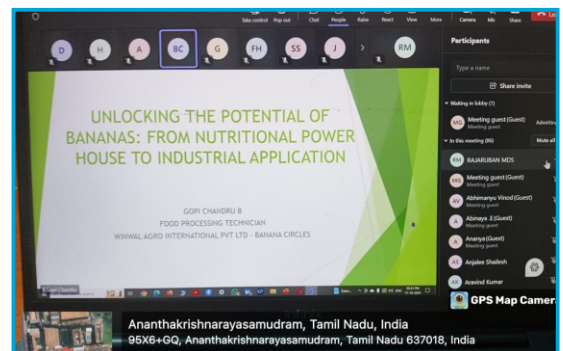 Take control Pop out Chat People Raise React View More Camera Mic Share
D H A BC G FH SS J RM
Participants
Type a name
Share invite
Waiting in lobby (1)
MG Meeting guest (Guest)
Meeting guest
In this meeting (86) Mute all
RM RAJARUBAN MDS
MG Meeting guest (Guest)
Meeting guest
AV Abhimanyu Vinod (Guest)
Meeting guest
A Abinaya .E (Guest)
Meeting guest
A Ananya (Guest)
Meeting guest
AS Anjalee Shailesh
AK Aravind Kumar
UNLOCKING THE POTENTIAL OF
BANANAS: FROM NUTRITIONAL POWER
HOUSE TO INDUSTRIAL APPLICATION
GOPI CHANDRU B
FOOD PROCESSING TECHNICIAN
WINWAL AGRO INTERNATIONAL PVT LTD - BANANA CIRCLES
Infinix
GPS Map Camera
Ananthakrishnarayasamudram, Tamil Nadu, India
95X6+GQ, Ananthakrishnarayasamudram, Tamil Nadu 637018, India